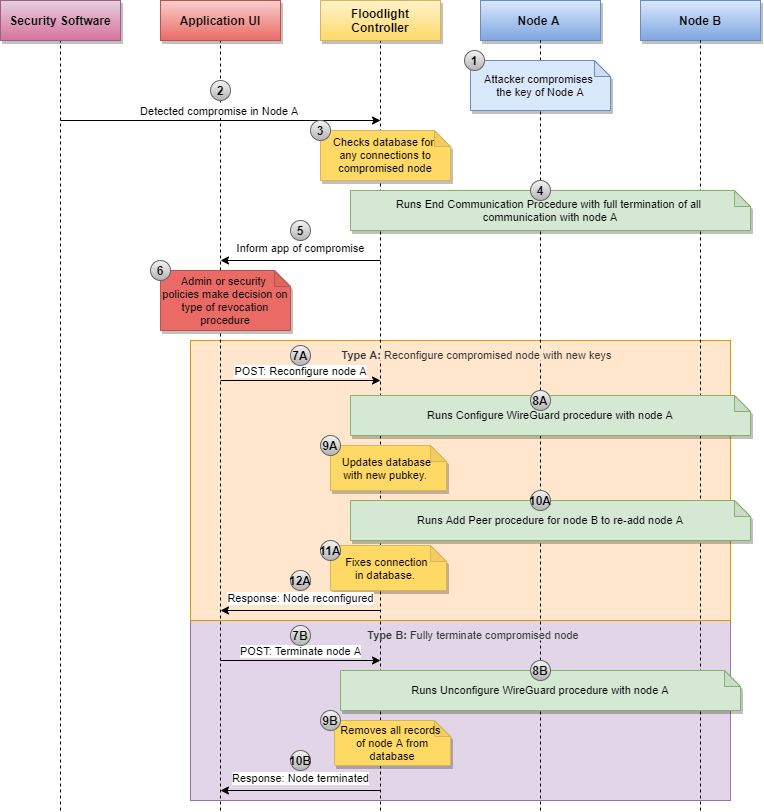 Security Software
Application UI
Floodlight
Controller
Node A
Node B
1
Attacker compromises
the key of Node A
2
Detected compromise in Node A
3
Checks database for
any connections to
compromised node
4
Runs End Communication Procedure with full termination of all
communication with node A
5
Inform app of compromise
6
Admin or security
policies make decision on
type of revocation
procedure
Type A: Reconfigure compromised node with new keys
7A
POST: Reconfigure node A
8A
Runs Configure WireGuard procedure with node A
9A
Updates database
with new pubkey.
10A
Runs Add Peer procedure for node B to re-add node A
11A
Fixes connection
in database.
12A
Response: Node reconfigured
Type B: Fully terminate compromised node
7B
POST: Terminate node A
8B
Runs Unconfigure WireGuard procedure with node A
9B
Removes all records
of node A from
database
10B
Response: Node terminated